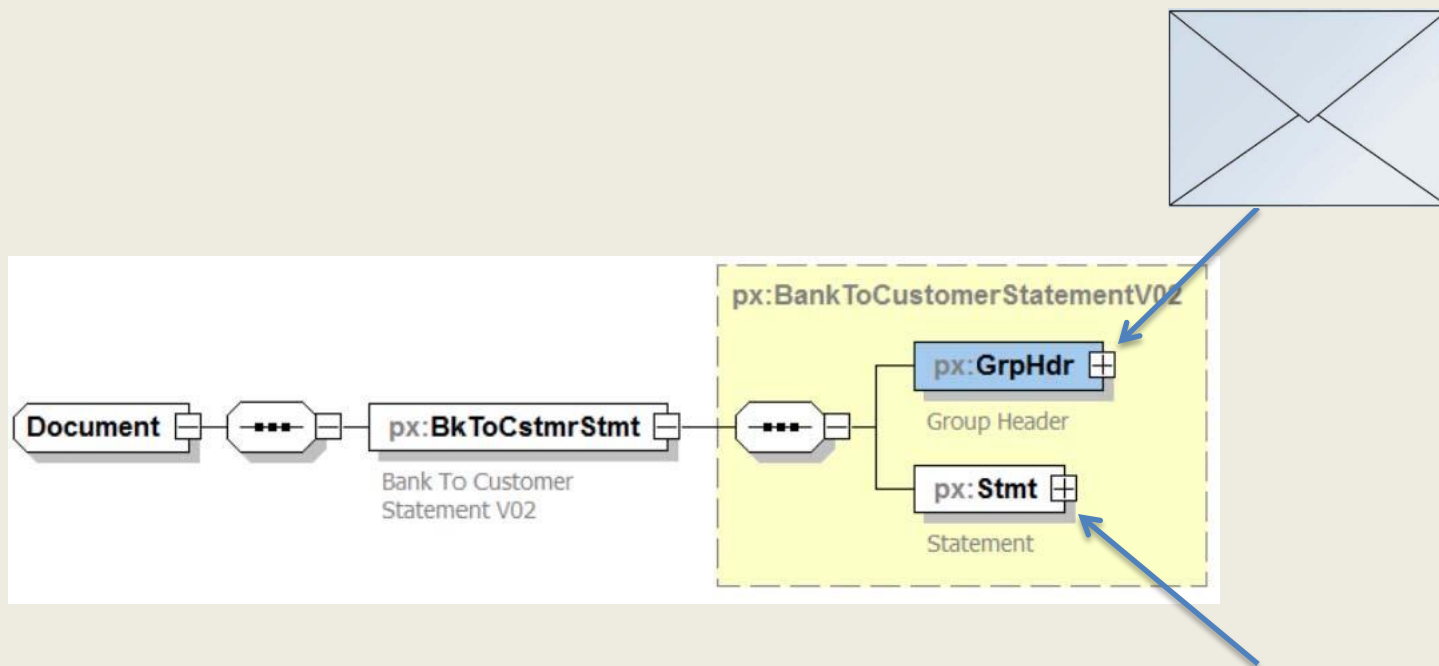 px:BankToCustomerStatementV02
px:GrpHdr
Group Header
Document
px:BkToCstmrStmt
Bank To Customer
Statement V02
px:Stmt
Statement